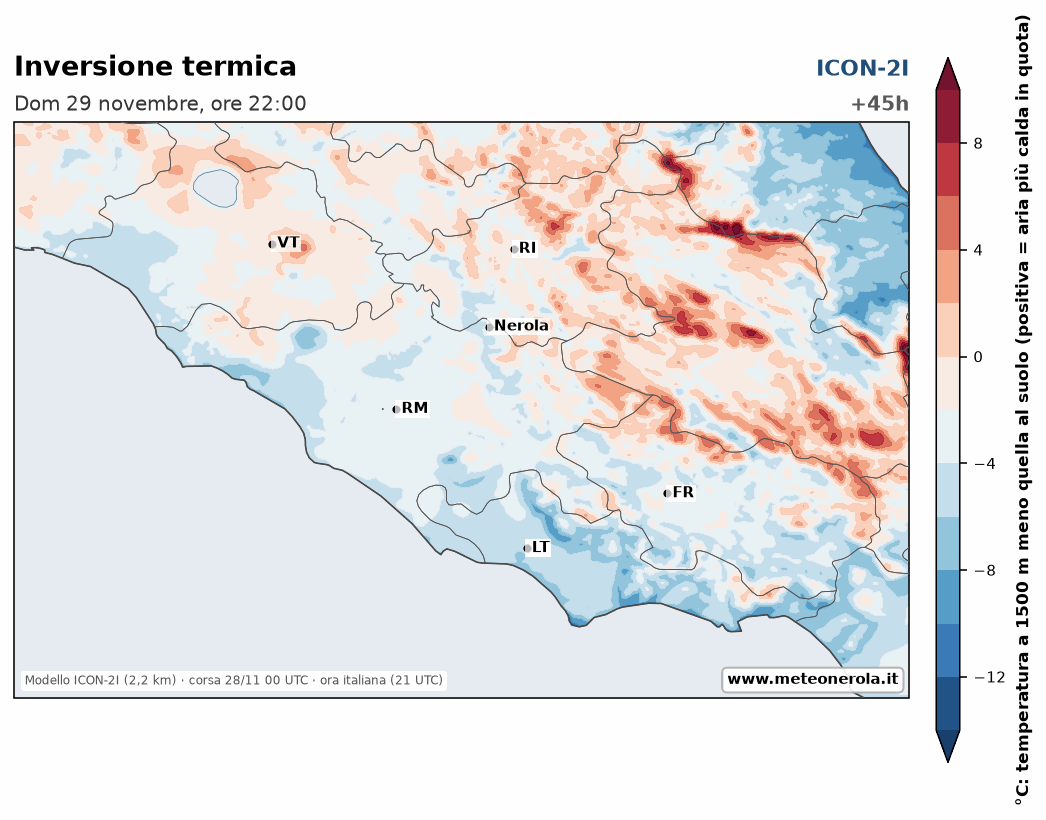 Inversione termica
ICON-2I
Dom 29 novembre, ore 22:00
+45h
VT
RI
Nerola
RM
FR
LT
Modello ICON-2I (2,2 km) · corsa 28/11 00 UTC · ora italiana (21 UTC)
www.meteonerola.it
8
4
0
−4
−8
−12
°C: temperatura a 1500 m meno quella al suolo (positiva = aria più calda in quota)